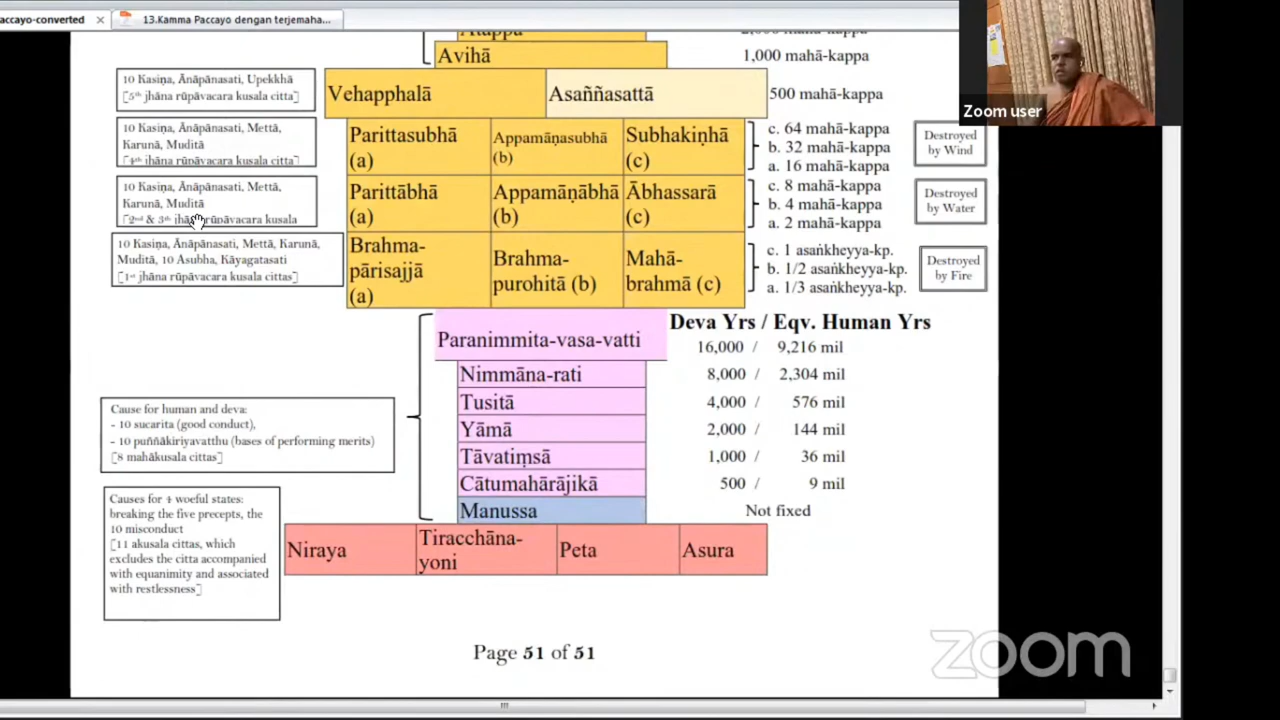 accayo-converted
13.Kamma Paccayo dengan terjemaha...
Zoom user
Avihā
1,000 mahā-kappa
10 Kasiṇa, Ānāpānasati, Upekkhā
[5th jhāna rūpāvacara kusala citta]
Vehapphalā
Asaññasattā
500 mahā-kappa
10 Kasiṇa, Ānāpānasati, Mettā,
Karunā, Muditā
[4th jhāna rūpāvacara kusala citta]
Parittasubhā
(a)
Appamāṇasubhā
(b)
Subhakiṇhā
(c)
c. 64 mahā-kappa
b. 32 mahā-kappa
a. 16 mahā-kappa
Destroyed
by Wind
10 Kasiṇa, Ānāpānasati, Mettā,
Karunā, Muditā
[2nd & 3th jhāna rūpāvacara kusala
Parittābhā
(a)
Appamāṇābhā
(b)
Ābhassarā
(c)
c. 8 mahā-kappa
b. 4 mahā-kappa
a. 2 mahā-kappa
Destroyed
by Water
10 Kasiṇa, Ānāpānasati, Mettā, Karunā,
Muditā, 10 Asubha, Kāyagatasati
[1st jhāna rūpāvacara kusala cittas]
Brahma-
pārisajjā
(a)
Brahma-
purohitā (b)
Mahā-
brahmā (c)
c. 1 asaṅkheyya-kp.
b. 1/2 asaṅkheyya-kp.
a. 1/3 asaṅkheyya-kp.
Destroyed
by Fire
Deva Yrs / Eqv. Human Yrs
Paranimmita-vasa-vatti
16,000 / 9,216 mil
Nimmāna-rati
8,000 / 2,304 mil
Tusitā
4,000 / 576 mil
Yāmā
2,000 / 144 mil
Tāvatiṃsā
1,000 / 36 mil
Cātumahārājikā
500 / 9 mil
Manussa
Not fixed
Cause for human and deva:
- 10 sucarita (good conduct),
- 10 puññākiriyavatthu (bases of performing merits)
[8 mahākusala cittas]
Causes for 4 woeful states:
breaking the five precepts, the
10 misconduct
[11 akusala cittas, which
excludes the citta accompanied
with equanimity and associated
with restlessness]
Niraya
Tiracchāna-
yoni
Peta
Asura
Page 51 of 51
zoom